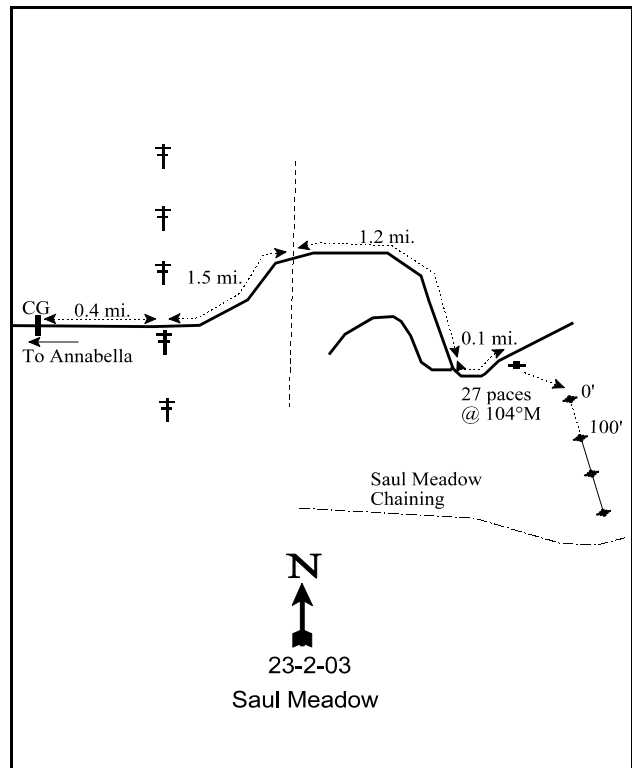 1.2 mi.
1.5 mi.
CG
0.4 mi.
To Annabella
0.1 mi.
27 paces
@ 104°M
0'
100'
Saul Meadow
Chaining
N
23-2-03
Saul Meadow